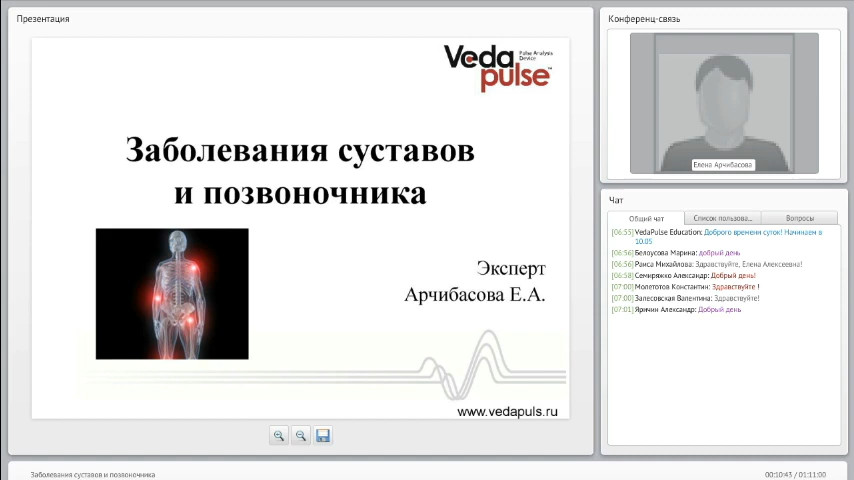 Презентация
Veda
Pulse Analysis
Device
pulse™
Заболевания суставов
и позвоночника
Эксперт
Арчибасова Е.А.
www.vedapuls.ru
Конференц-связь
Елена Арчибасова
Чат
Общий чат
Список пользова...
Вопросы
[06:55] VedaPulse Education: Доброго времени суток! Начинаем в
10.05
[06:56] Белоусова Марина: добрый день
[06:56] Раиса Михайлова: Здравствуйте, Елена Алексеевна!
[06:58] Семиряжко Александр: Добрый день!
[07:00] Молетотов Константин: Здравствуйте !
[07:00] Залесовская Валентина: Здравствуйте!
[07:01] Яричин Александр: Добрый день
Заболевания суставов и позвоночника
00:10:43 / 01:11:00